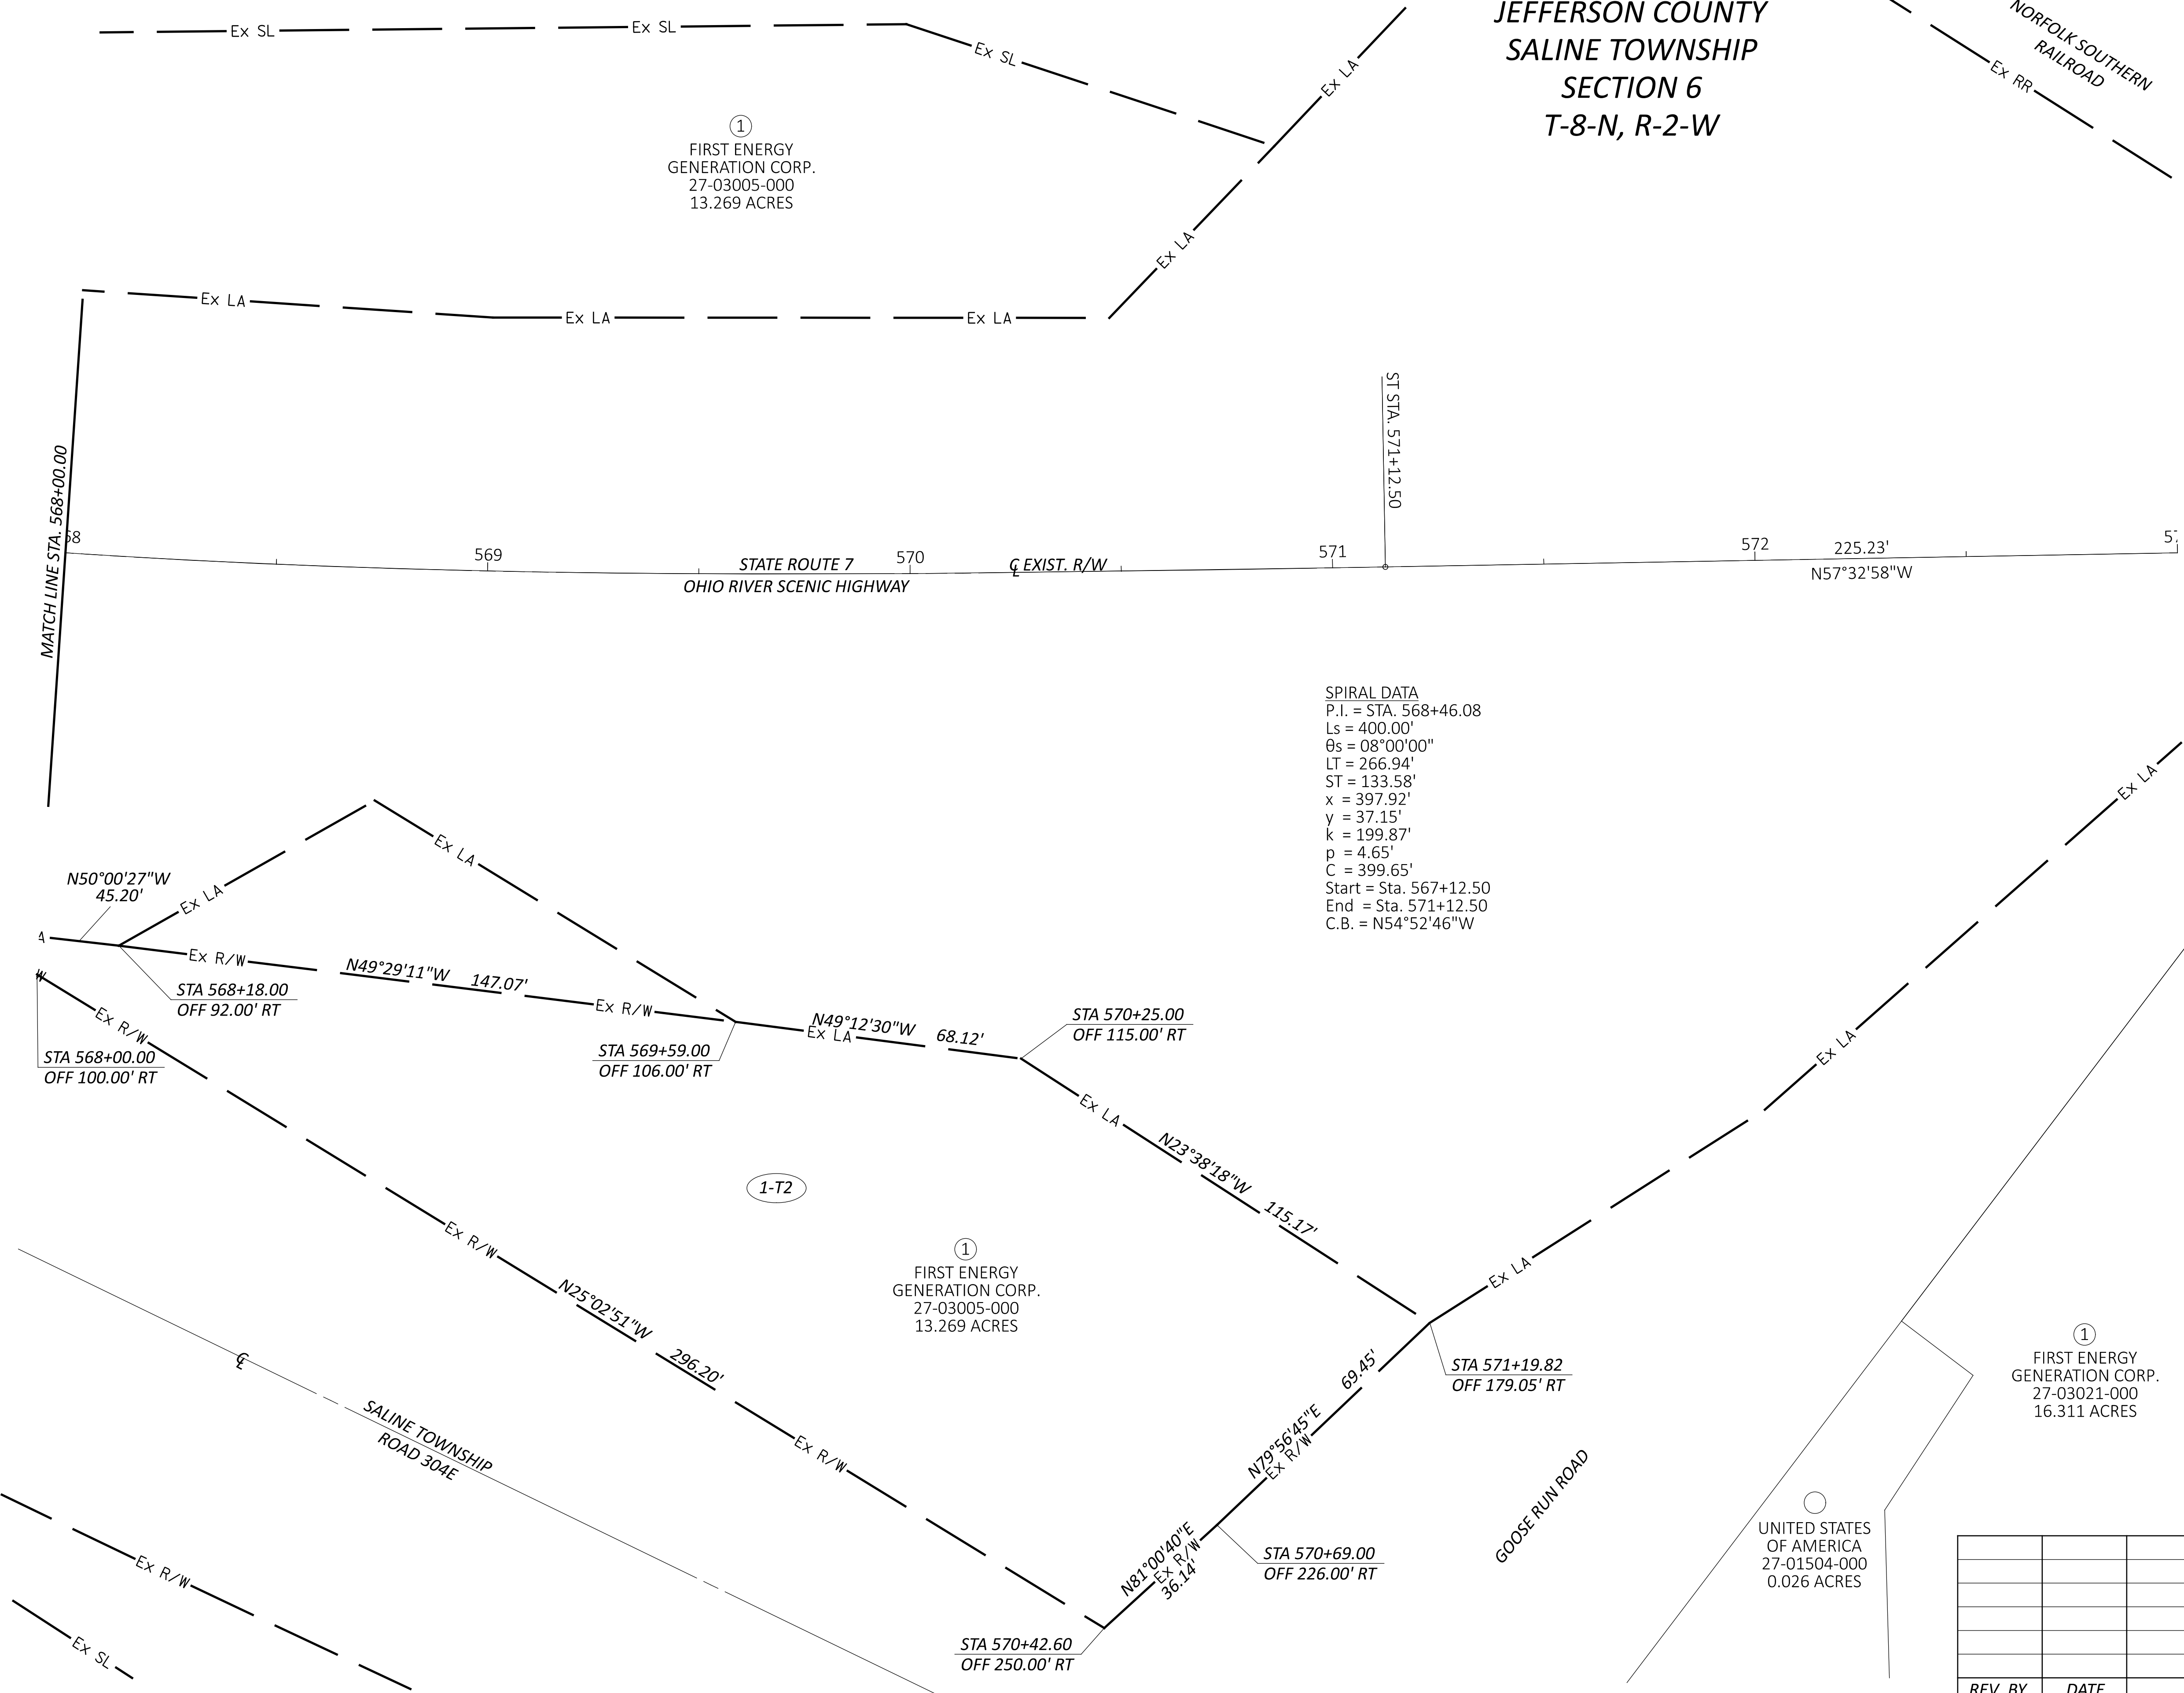 Ex SL
Ex SL
Ex SL
Ex LA
JEFFERSON COUNTY
SALINE TOWNSHIP
SECTION 6
T-8-N, R-2-W
NORFOLK SOUTHERN
RAILROAD
Ex RR
1
FIRST ENERGY
GENERATION CORP.
27-03005-000
13.269 ACRES
Ex LA
Ex LA
Ex LA
Ex LA
MATCH LINE STA. 568+00.00
ST STA. 571+12.50
569
STATE ROUTE 7
OHIO RIVER SCENIC HIGHWAY
570
℄ EXIST. R/W
571
572
225.23'
N57°32'58"W
SPIRAL DATA
P.I. = STA. 568+46.08
Ls = 400.00'
θs = 08°00'00"
LT = 266.94'
ST = 133.58'
x = 397.92'
y = 37.15'
k = 199.87'
p = 4.65'
C = 399.65'
Start = Sta. 567+12.50
End = Sta. 571+12.50
C.B. = N54°52'46"W
Ex LA
Ex LA
N50°00'27"W
45.20'
Ex LA
Ex R/W
N49°29'11"W 147.07'
Ex R/W
STA 568+18.00
OFF 92.00' RT
Ex R/W
STA 568+00.00
OFF 100.00' RT
STA 569+59.00
OFF 106.00' RT
N49°12'30"W 68.12'
Ex LA
STA 570+25.00
OFF 115.00' RT
Ex LA
Ex LA
N23°38'18"W 115.17'
1-T2
Ex R/W
1
FIRST ENERGY
GENERATION CORP.
27-03005-000
13.269 ACRES
Ex LA
N25°02'51"W 296.20'
℄
SALINE TOWNSHIP
ROAD 304E
Ex R/W
STA 571+19.82
OFF 179.05' RT
N79°56'45"E 69.45'
Ex R/W
GOOSE RUN ROAD
1
FIRST ENERGY
GENERATION CORP.
27-03021-000
16.311 ACRES
N81°00'40"E
Ex R/W
36.14'
STA 570+69.00
OFF 226.00' RT
UNITED STATES
OF AMERICA
27-01504-000
0.026 ACRES
Ex R/W
Ex SL
STA 570+42.60
OFF 250.00' RT
REV. BY
DATE